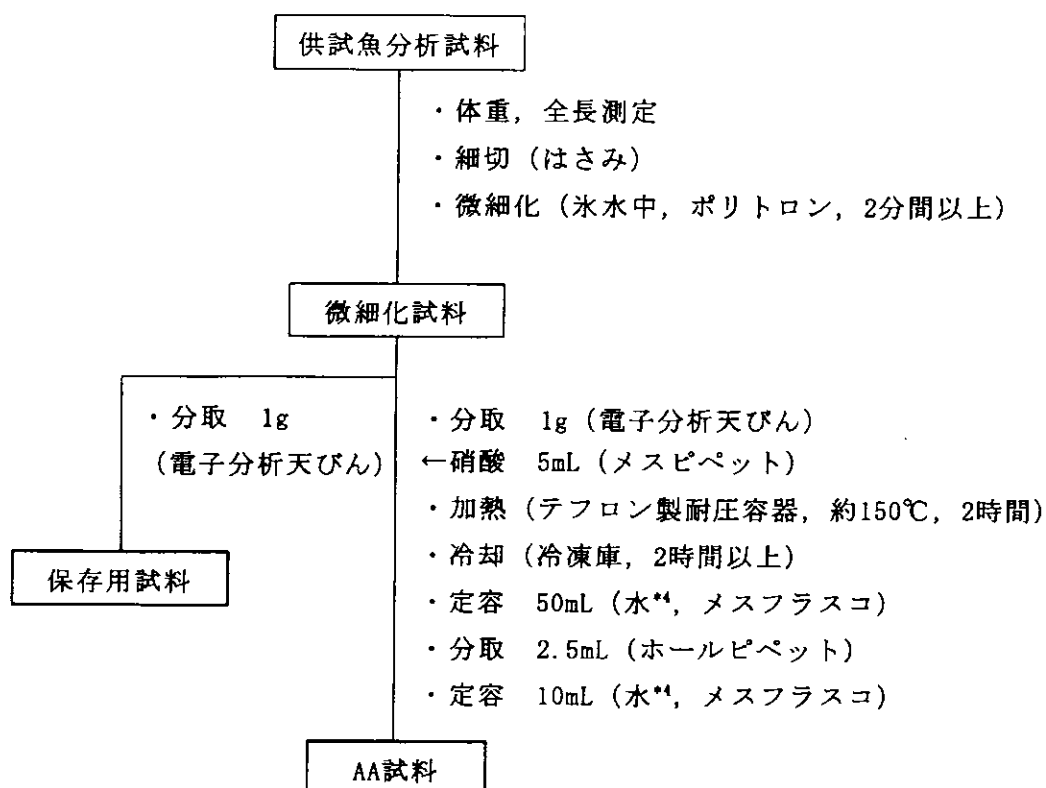 供試魚分析試料
・体重, 全長測定
・細切 (はさみ)
・微細化 (氷水中, ポリトロン, 2分間以上)
微細化試料
・分取 1g
(電子分析天びん)
・分取 1g (電子分析天びん)
←硝酸 5mL (メスピペット)
・加熱 (テフロン製耐圧容器, 約150℃, 2時間)
・冷却 (冷凍庫, 2時間以上)
・定容 50mL (水*4, メスフラスコ)
・分取 2.5mL (ホールピペット)
・定容 10mL (水*4, メスフラスコ)
保存用試料
AA試料